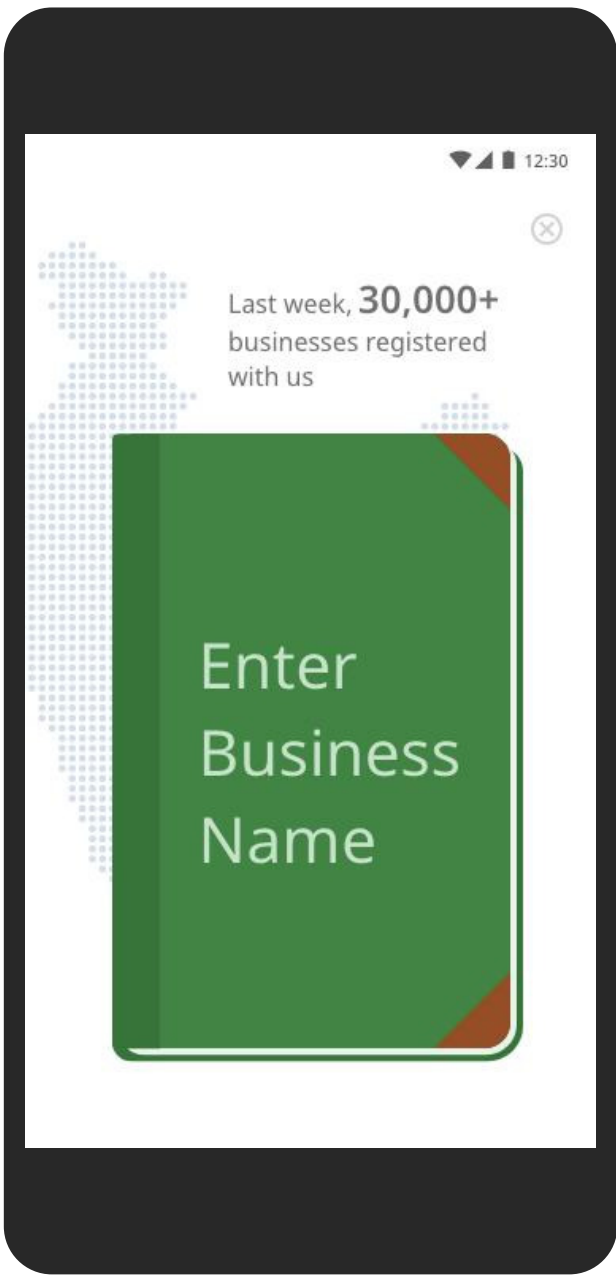 12:30
Last week, 30,000+
businesses registered
with us
Enter
Business
Name